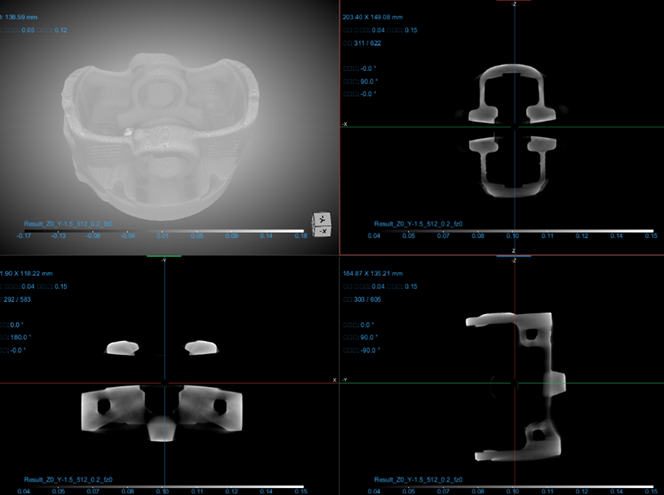 138.59 mm
0.05 0.12
Result_Z0_Y-1.5_512_0.2_fz0
-0.17 -0.13 -0.08 -0.04 0.01 0.05 0.09 0.14 0.18
203.40 X 149.08 mm
0.04 0.15
311 / 622
-0.0 °
90.0 °
-0.0 °
-Z
-X
Z
Result_Z0_Y-1.5_512_0.2_fz0
0.04 0.05 0.07 0.08 0.10 0.11 0.12 0.14 0.15
1.90 X 118.22 mm
0.04 0.15
292 / 583
0.0 °
180.0 °
-0.0 °
-Y
X
Result_Z0_Y-1.5_512_0.2_fz0
0.04 0.05 0.07 0.08 0.10 0.11 0.12 0.14 0.15
164.87 X 135.21 mm
0.04 0.15
303 / 605
0.0 °
90.0 °
-90.0 °
-Z
-Y
Result_Z0_Y-1.5_512_0.2_fz0
0.04 0.05 0.07 0.08 0.10 0.11 0.12 0.14 0.15